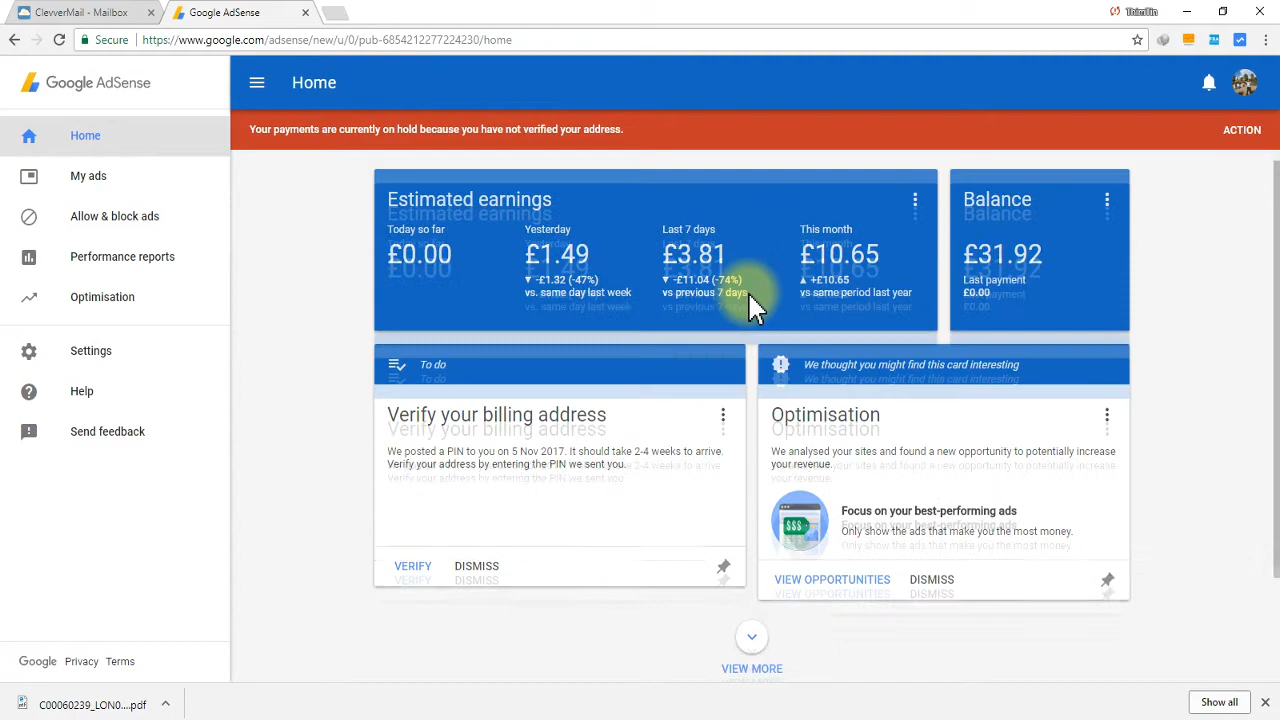 ClevverMail - Mailbox
Google AdSense
ThimTin
Secure
https://www.google.com/adsense/new/u/0/pub-6854212277224230/home
Google AdSense
Home
Your payments are currently on hold because you have not verified your address.
ACTION
Home
My ads
Allow & block ads
Performance reports
Optimisation
Settings
Help
Send feedback
Estimated earnings
Today so far
£0.00
Yesterday
£1.49
-£1.32 (-47%)
vs. same day last week
Last 7 days
£3.81
-£11.04 (-74%)
vs previous 7 days
This month
£10.65
+£10.65
vs same period last year
Balance
£31.92
Last payment
£0.00
To do
Verify your billing address
We posted a PIN to you on 5 Nov 2017. It should take 2-4 weeks to arrive.
Verify your address by entering the PIN we sent you.
VERIFY
DISMISS
We thought you might find this card interesting
Optimisation
We analysed your sites and found a new opportunity to potentially increase
your revenue.
$$$
Focus on your best-performing ads
Only show the ads that make you the most money.
VIEW OPPORTUNITIES
DISMISS
VIEW MORE
Google
Privacy
Terms
C00060239_LON0....pdf
Show all